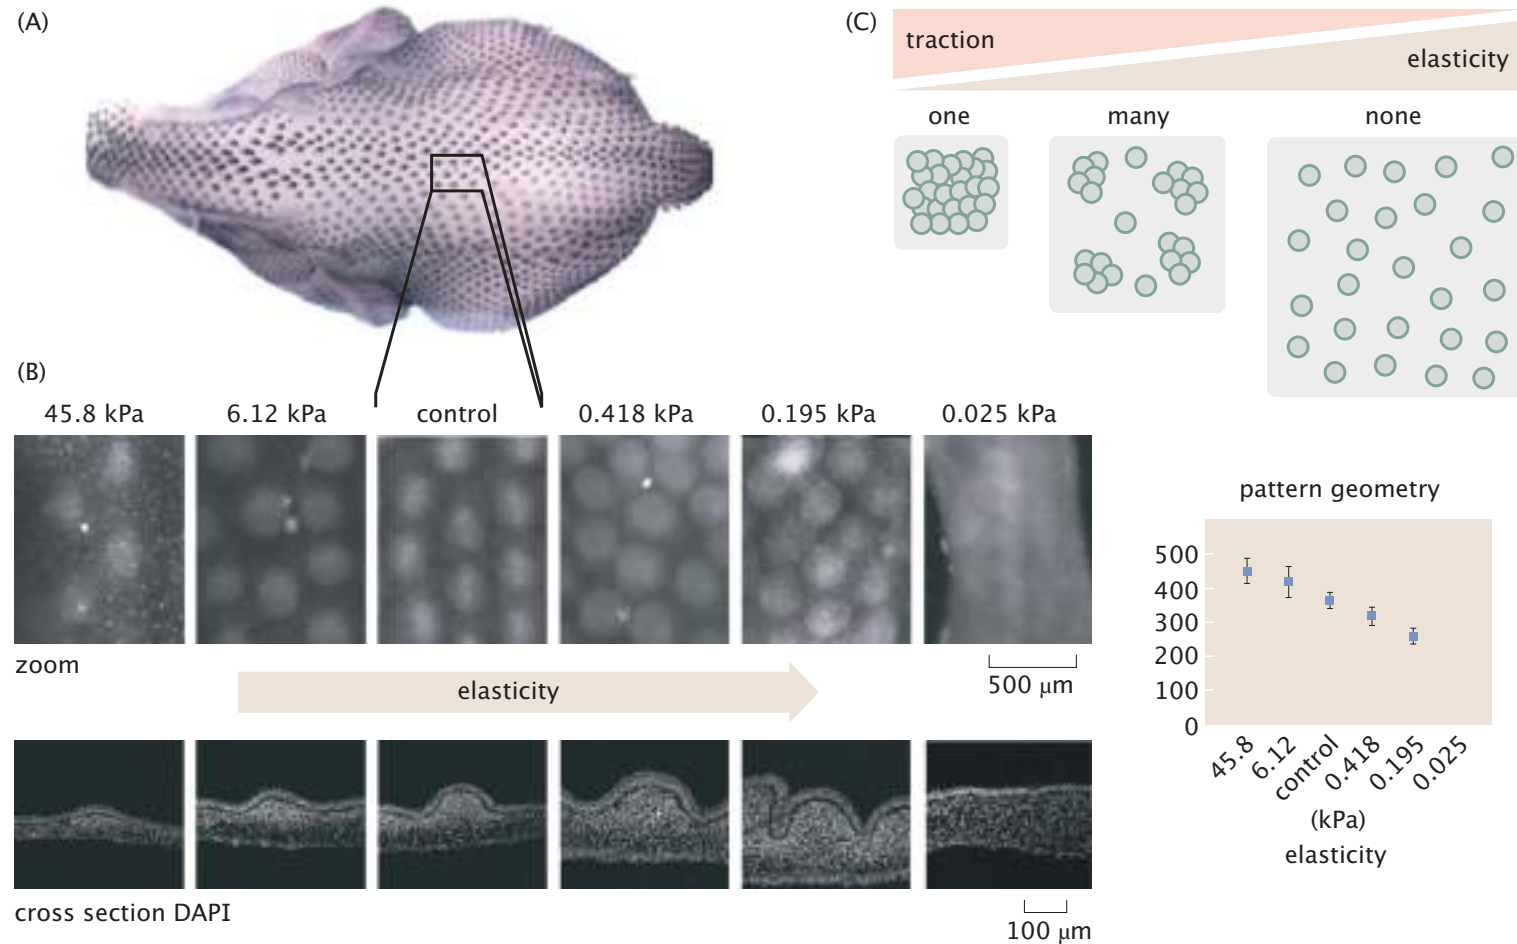 (A)
(C)
traction
elasticity
one
many
none
(B)
45.8 kPa
6.12 kPa
control
0.418 kPa
0.195 kPa
0.025 kPa
zoom
500 μm
elasticity
cross section DAPI
100 μm
pattern geometry
500
400
300
200
100
0
45.8
6.12
control
0.418
0.195
0.025
(kPa)
elasticity